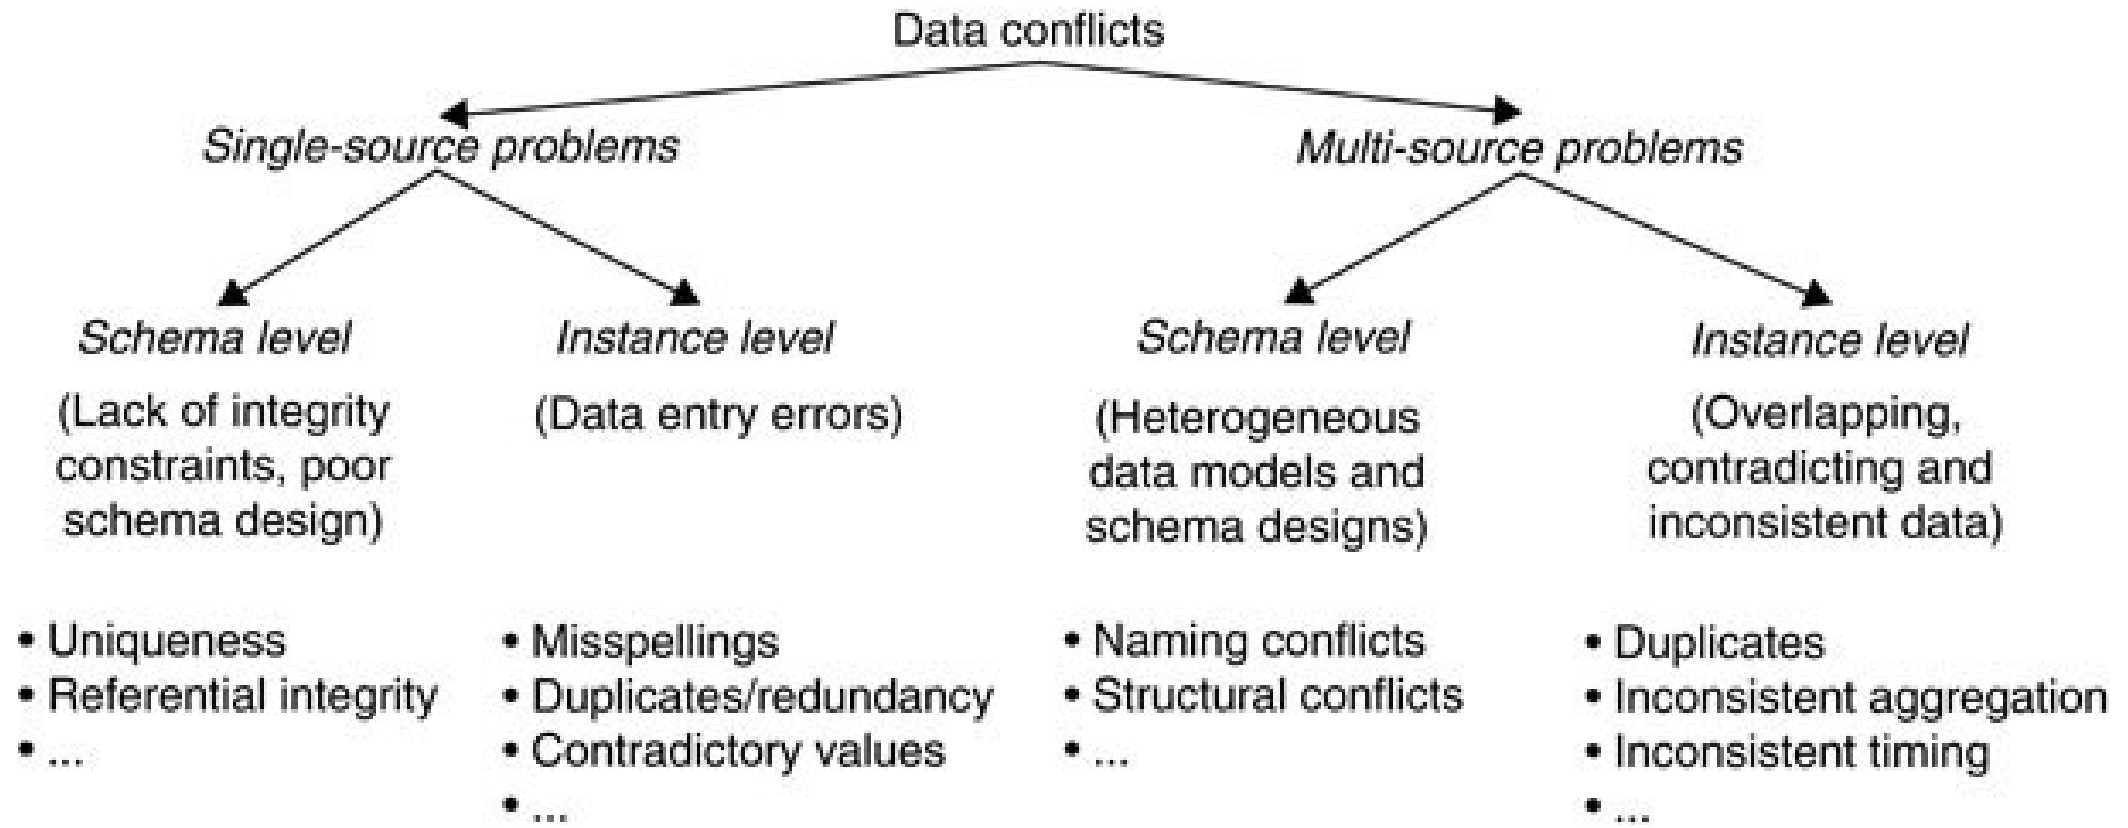 Data conflicts
Single-source problems
Multi-source problems
Schema level
(Lack of integrity
constraints, poor
schema design)
• Uniqueness
• Referential integrity
• ...
Instance level
(Data entry errors)
• Misspellings
• Duplicates/redundancy
• Contradictory values
• ...
Schema level
(Heterogeneous
data models and
schema designs)
• Naming conflicts
• Structural conflicts
• ...
Instance level
(Overlapping,
contradicting and
inconsistent data)
• Duplicates
• Inconsistent aggregation
• Inconsistent timing
• ...